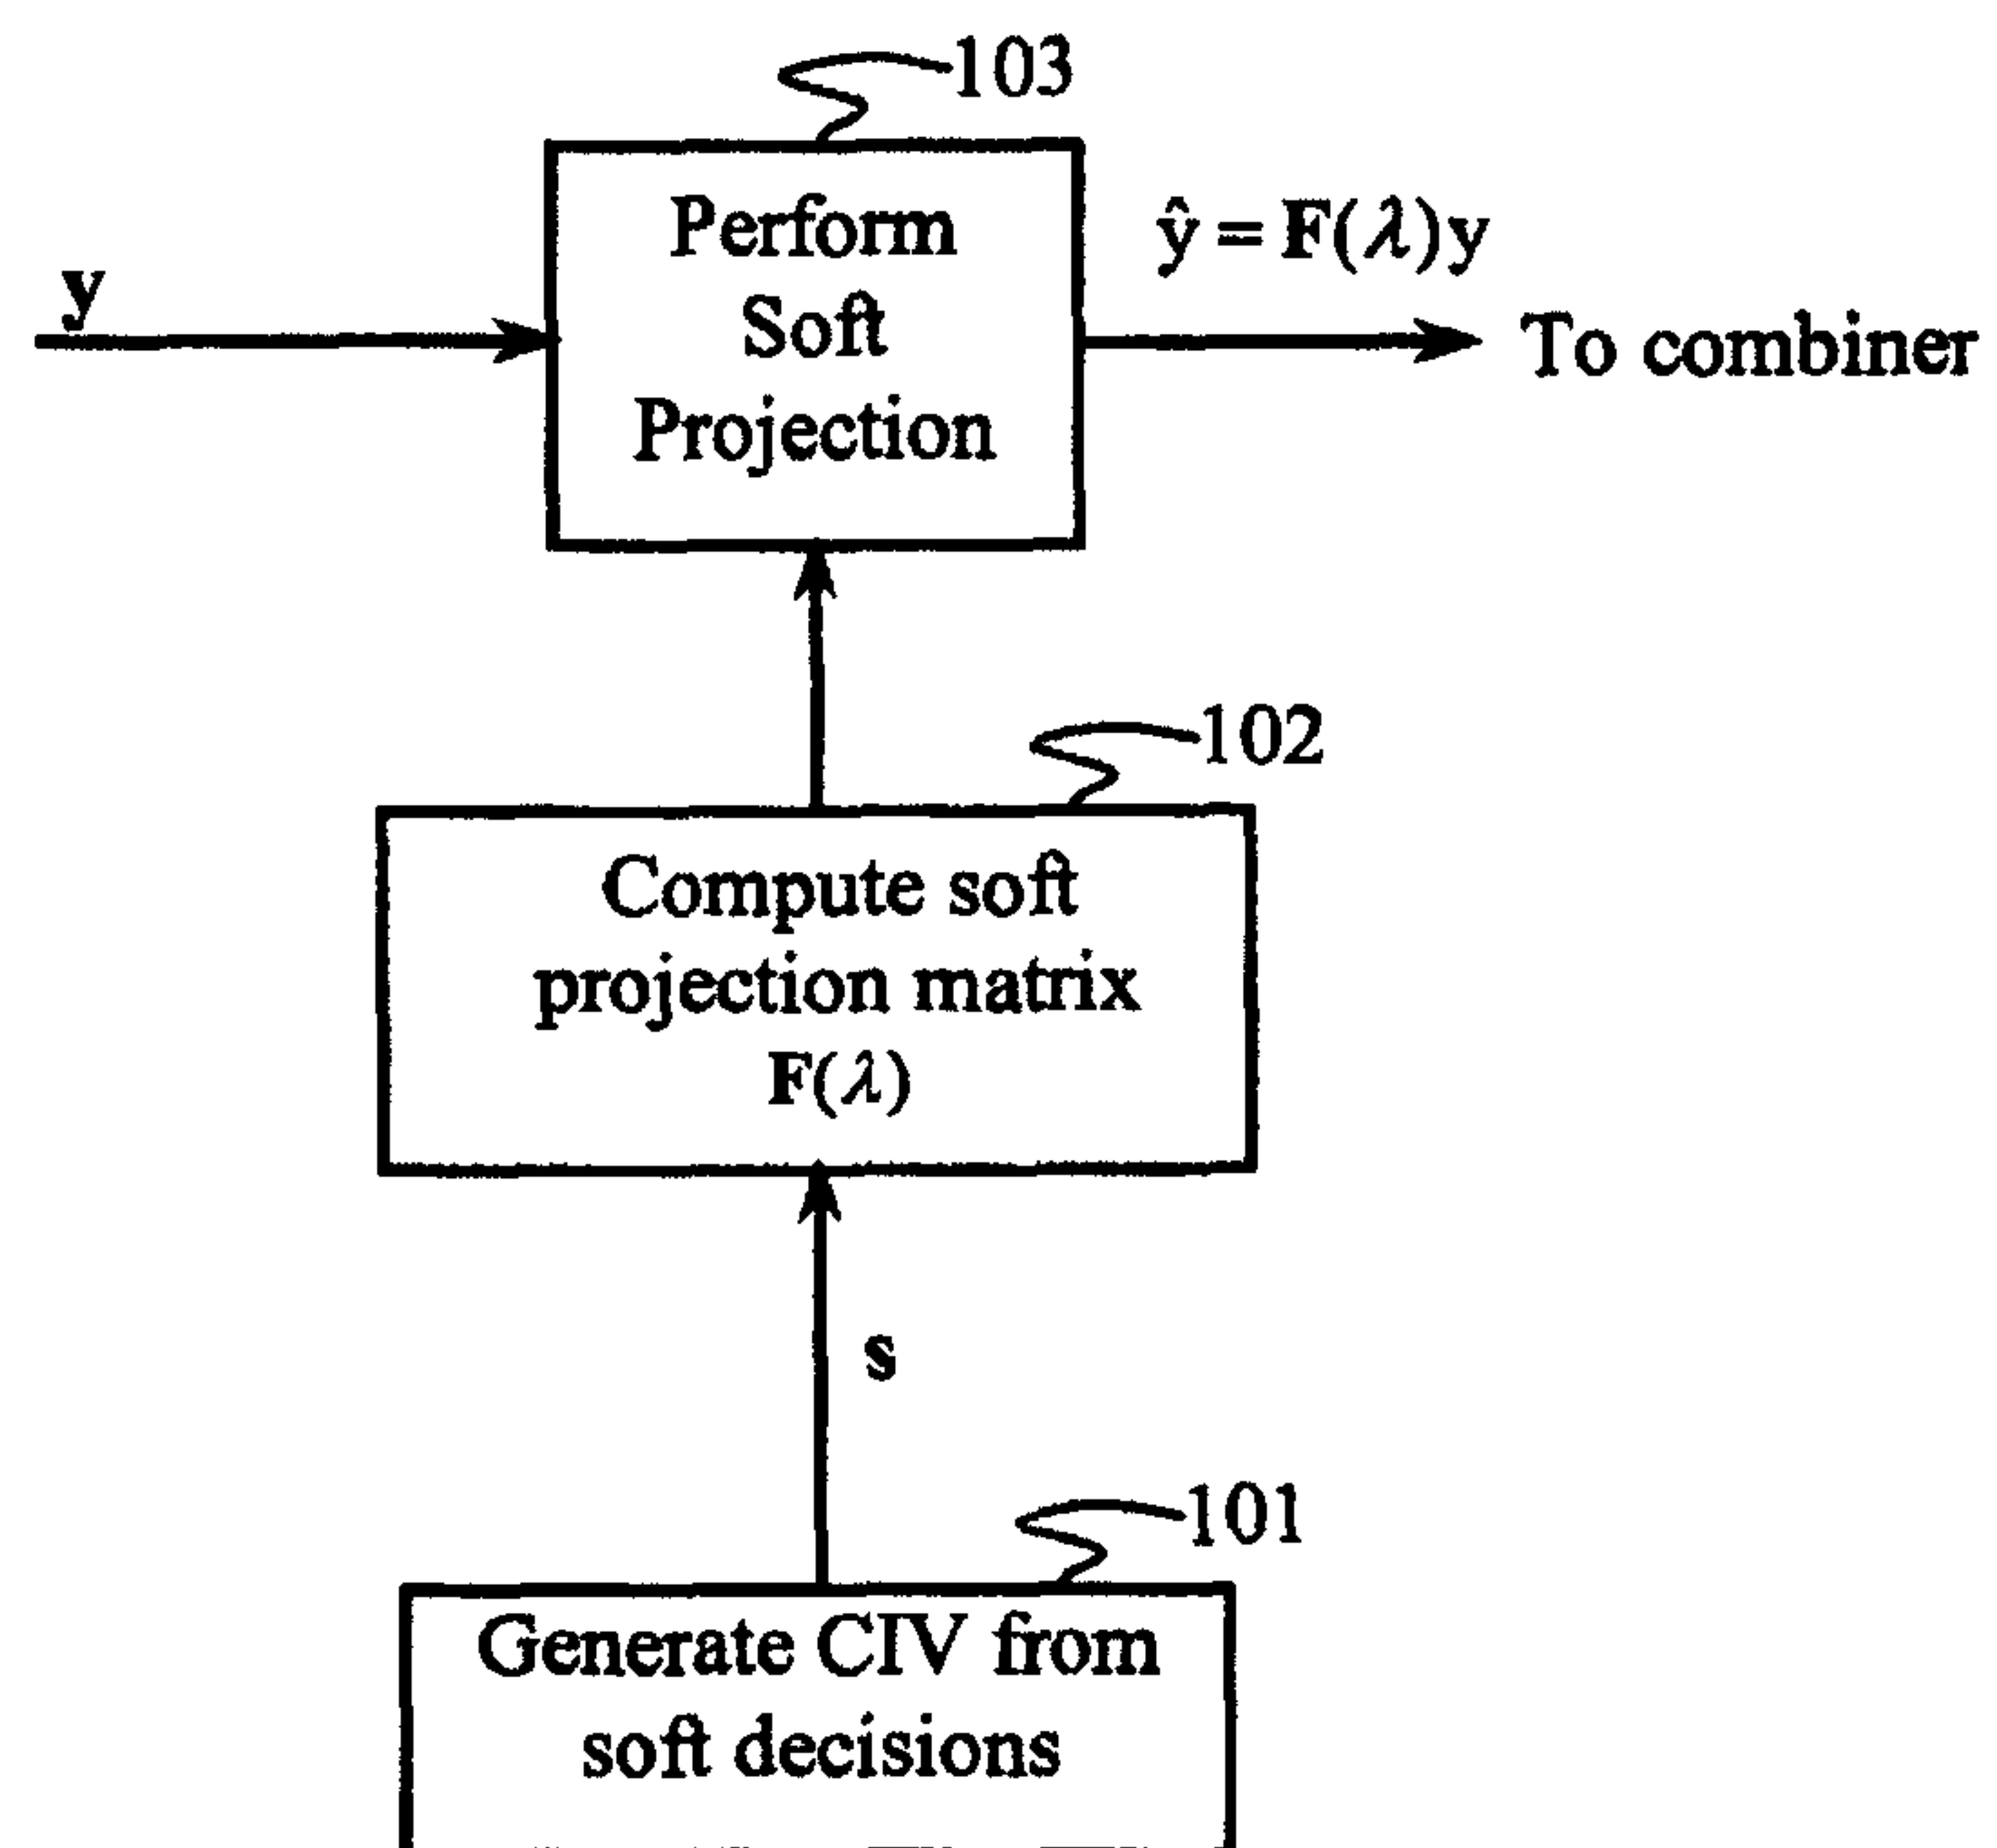 103
Perform
Soft
Projection
y
ŷ = F(λ)y
To combiner
102
Compute soft
projection matrix
F(λ)
s
101
Generate CIV from
soft decisions